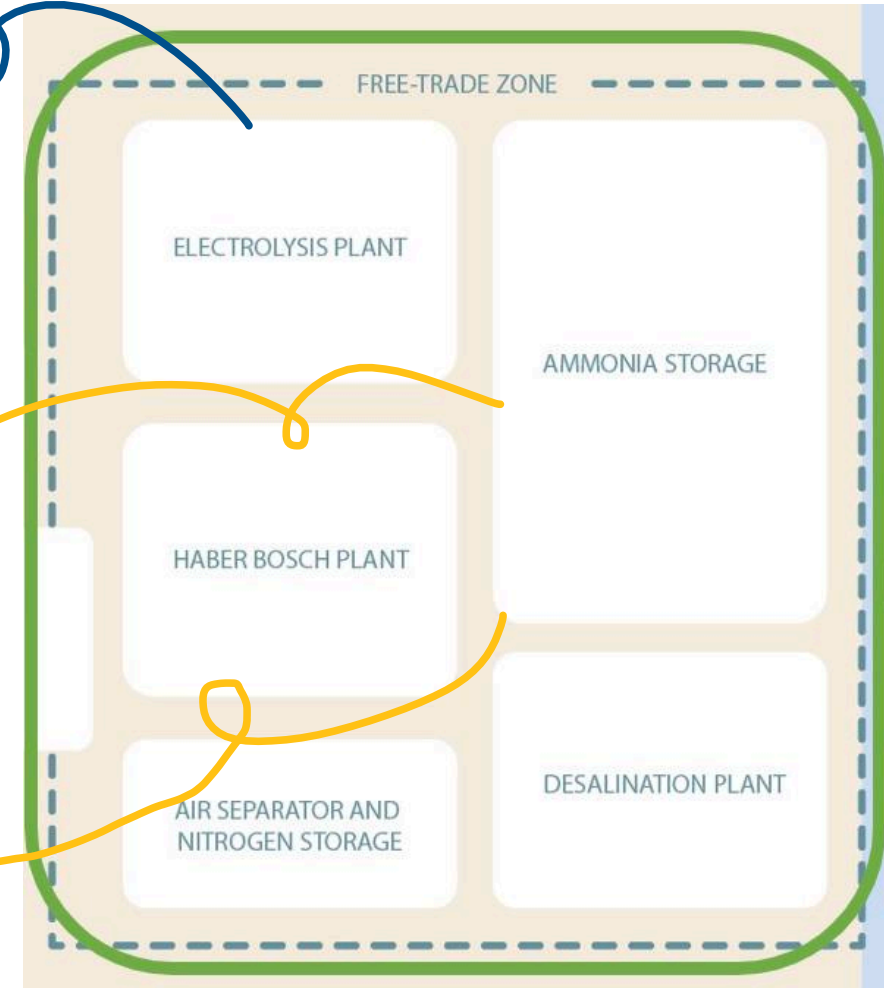 FREE-TRADE ZONE
ELECTROLYSIS PLANT
AMMONIA STORAGE
HABER BOSCH PLANT
DESALINATION PLANT
AIR SEPARATOR AND
NITROGEN STORAGE